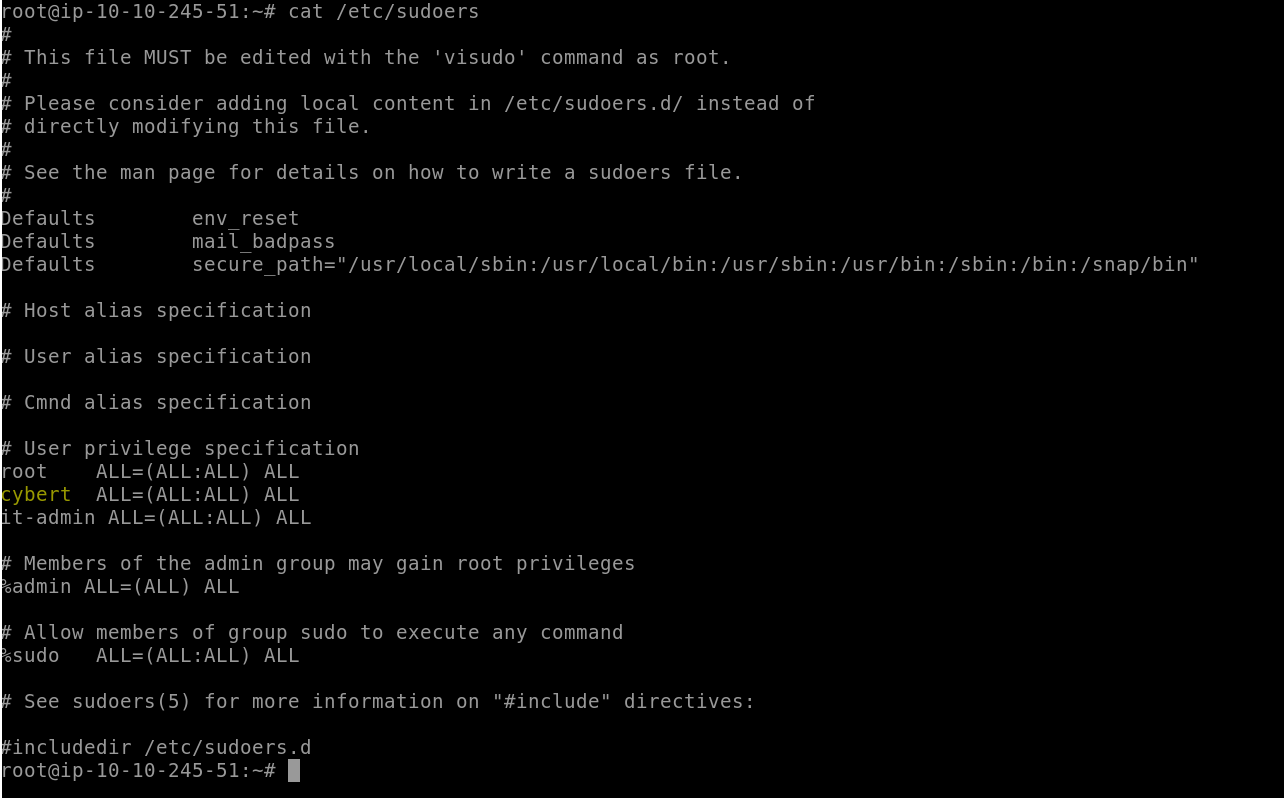 root@ip-10-10-245-51:~# cat /etc/sudoers
#
# This file MUST be edited with the 'visudo' command as root.
#
# Please consider adding local content in /etc/sudoers.d/ instead of
# directly modifying this file.
#
# See the man page for details on how to write a sudoers file.
#
Defaults        env_reset
Defaults        mail_badpass
Defaults        secure_path="/usr/local/sbin:/usr/local/bin:/usr/sbin:/usr/bin:/sbin:/bin:/snap/bin"

# Host alias specification

# User alias specification

# Cmnd alias specification

# User privilege specification
root    ALL=(ALL:ALL) ALL
cybert  ALL=(ALL:ALL) ALL
it-admin ALL=(ALL:ALL) ALL

# Members of the admin group may gain root privileges
%admin ALL=(ALL) ALL

# Allow members of group sudo to execute any command
%sudo   ALL=(ALL:ALL) ALL

# See sudoers(5) for more information on "#include" directives:

#includedir /etc/sudoers.d
root@ip-10-10-245-51:~#